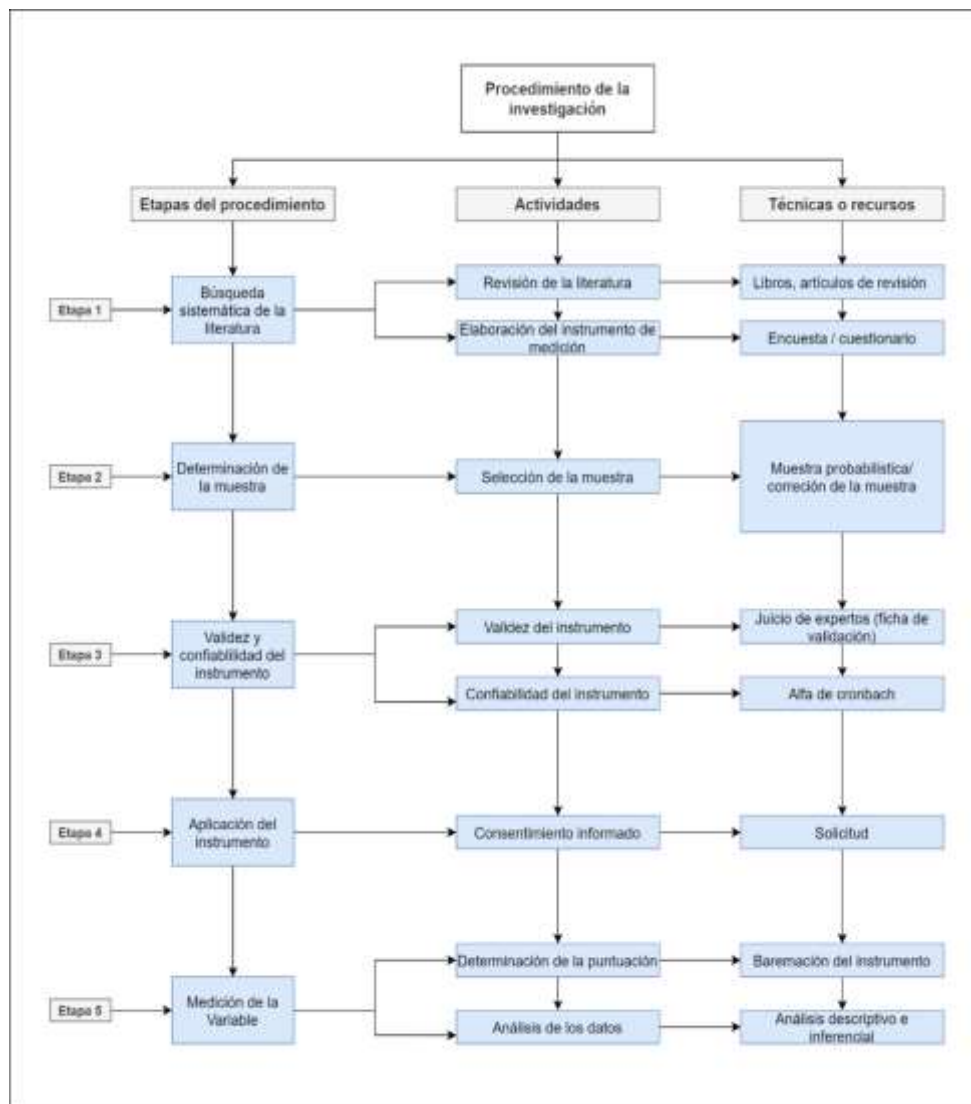 Procedimiento de la
investigación
Etapas del procedimiento
Actividades
Técnicas o recursos
Etapa 1
Búsqueda
sistemática de la
literatura
Revisión de la literatura
Libros, artículos de revisión
Elaboración del instrumento de
medición
Encuesta / cuestionario
Etapa 2
Determinación de
la muestra
Selección de la muestra
Muestra probabilística/
correción de la muestra
Etapa 3
Validez y
confiablilidad del
instrumento
Validez del instrumento
Juicio de expertos (ficha de
validación)
Confiabilidad del instrumento
Alfa de cronbach
Etapa 4
Aplicación del
instrumento
Consentimiento informado
Solicitud
Etapa 5
Medición de la
Variable
Determinación de la puntuación
Baremación del instrumento
Análisis de los datos
Análisis descriptivo e
inferencial